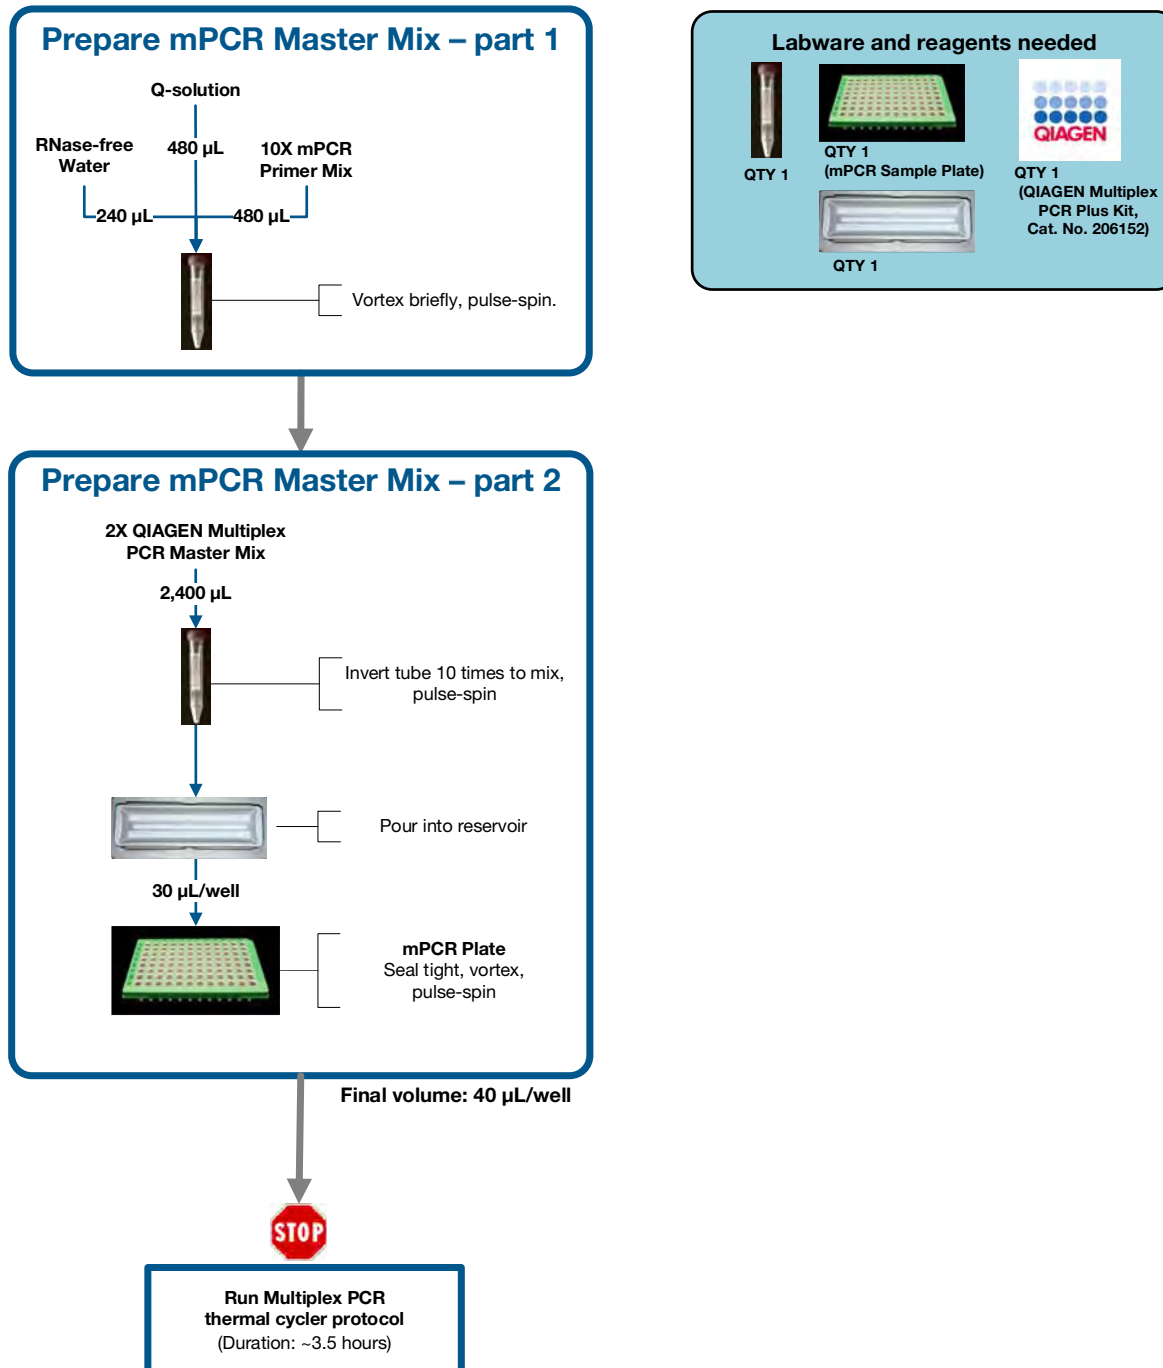 Prepare mPCR Master Mix – part 1
Q-solution
RNase-free
Water
480 µL
10X mPCR
Primer Mix
240 µL
480 µL
Vortex briefly, pulse-spin.
Labware and reagents needed
QTY 1
QTY 1
(mPCR Sample Plate)
QTY 1
QIAGEN
QTY 1
(QIAGEN Multiplex
PCR Plus Kit,
Cat. No. 206152)
Prepare mPCR Master Mix – part 2
2X QIAGEN Multiplex
PCR Master Mix
2,400 µL
Invert tube 10 times to mix,
pulse-spin
Pour into reservoir
30 µL/well
mPCR Plate
Seal tight, vortex,
pulse-spin
Final volume: 40 µL/well
STOP
Run Multiplex PCR
thermal cycler protocol
(Duration: ~3.5 hours)